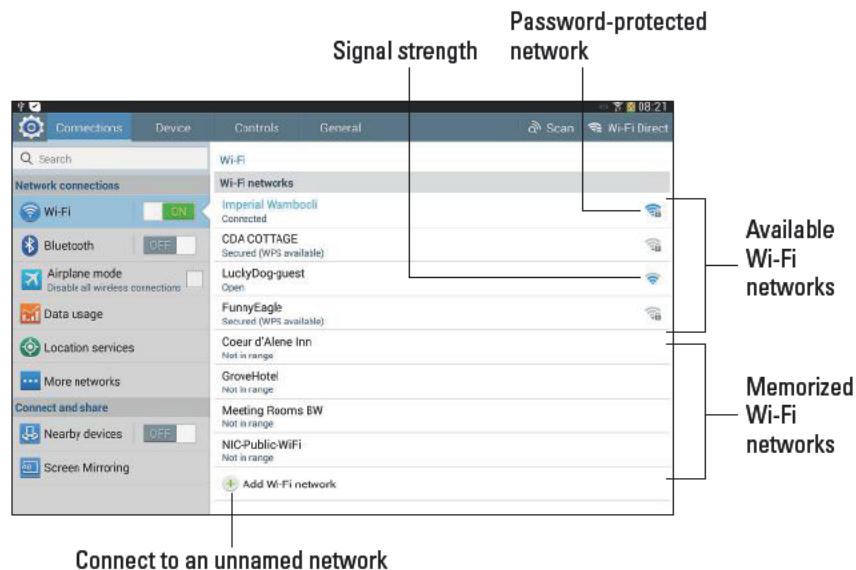 Password-protected
network
Signal strength
08:21
Connections Device Controls General Scan Wi-Fi Direct
Search
Network connections
Wi-Fi ON
Bluetooth OFF
Airplane mode
Disable all wireless connections
Data usage
Location services
More networks
Connect and share
Nearby devices OFF
Screen Mirroring
Wi-Fi
Wi-Fi networks
Imperial Wambooli
Connected
CDA COTTAGE
Secured (WPS available)
LuckyDog-guest
Open
FunnyEagle
Secured (WPS available)
Coeur d'Alene Inn
Not in range
GroveHotel
Not in range
Meeting Rooms BW
Not in range
NIC-Public-WiFi
Not in range
Add Wi-Fi network
Available
Wi-Fi
networks
Memorized
Wi-Fi
networks
Connect to an unnamed network